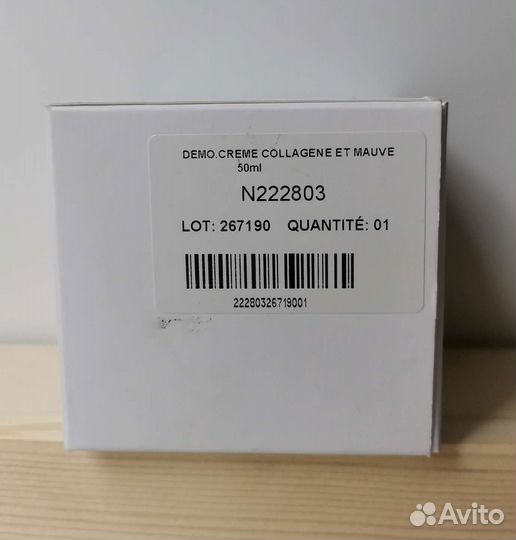 DEMO.CREME COLLAGENE ET MAUVE
50ml
N222803
LOT: 267190 QUANTITÉ: 01
22280326719001
Avito